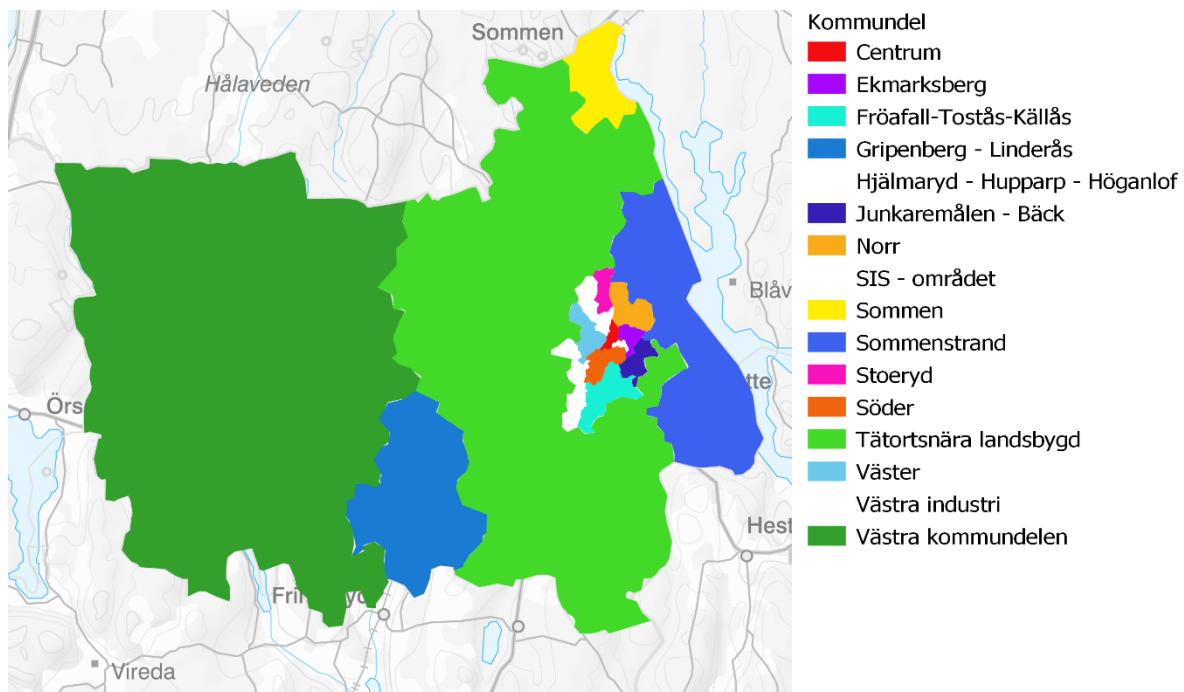 Sommen
Hålaveden
Blåv
tte
Örs
Hest
Vireda
Kommundel
Centrum
Ekmarksberg
Fröafall-Tostås-Källås
Gripenberg - Linderås
Hjälmaryd - Hupparp - Höganlof
Junkaremålen - Bäck
Norr
SIS - området
Sommen
Sommenstrand
Stoeryd
Söder
Tätortsnära landsbygd
Väster
Västra industri
Västra kommundelen